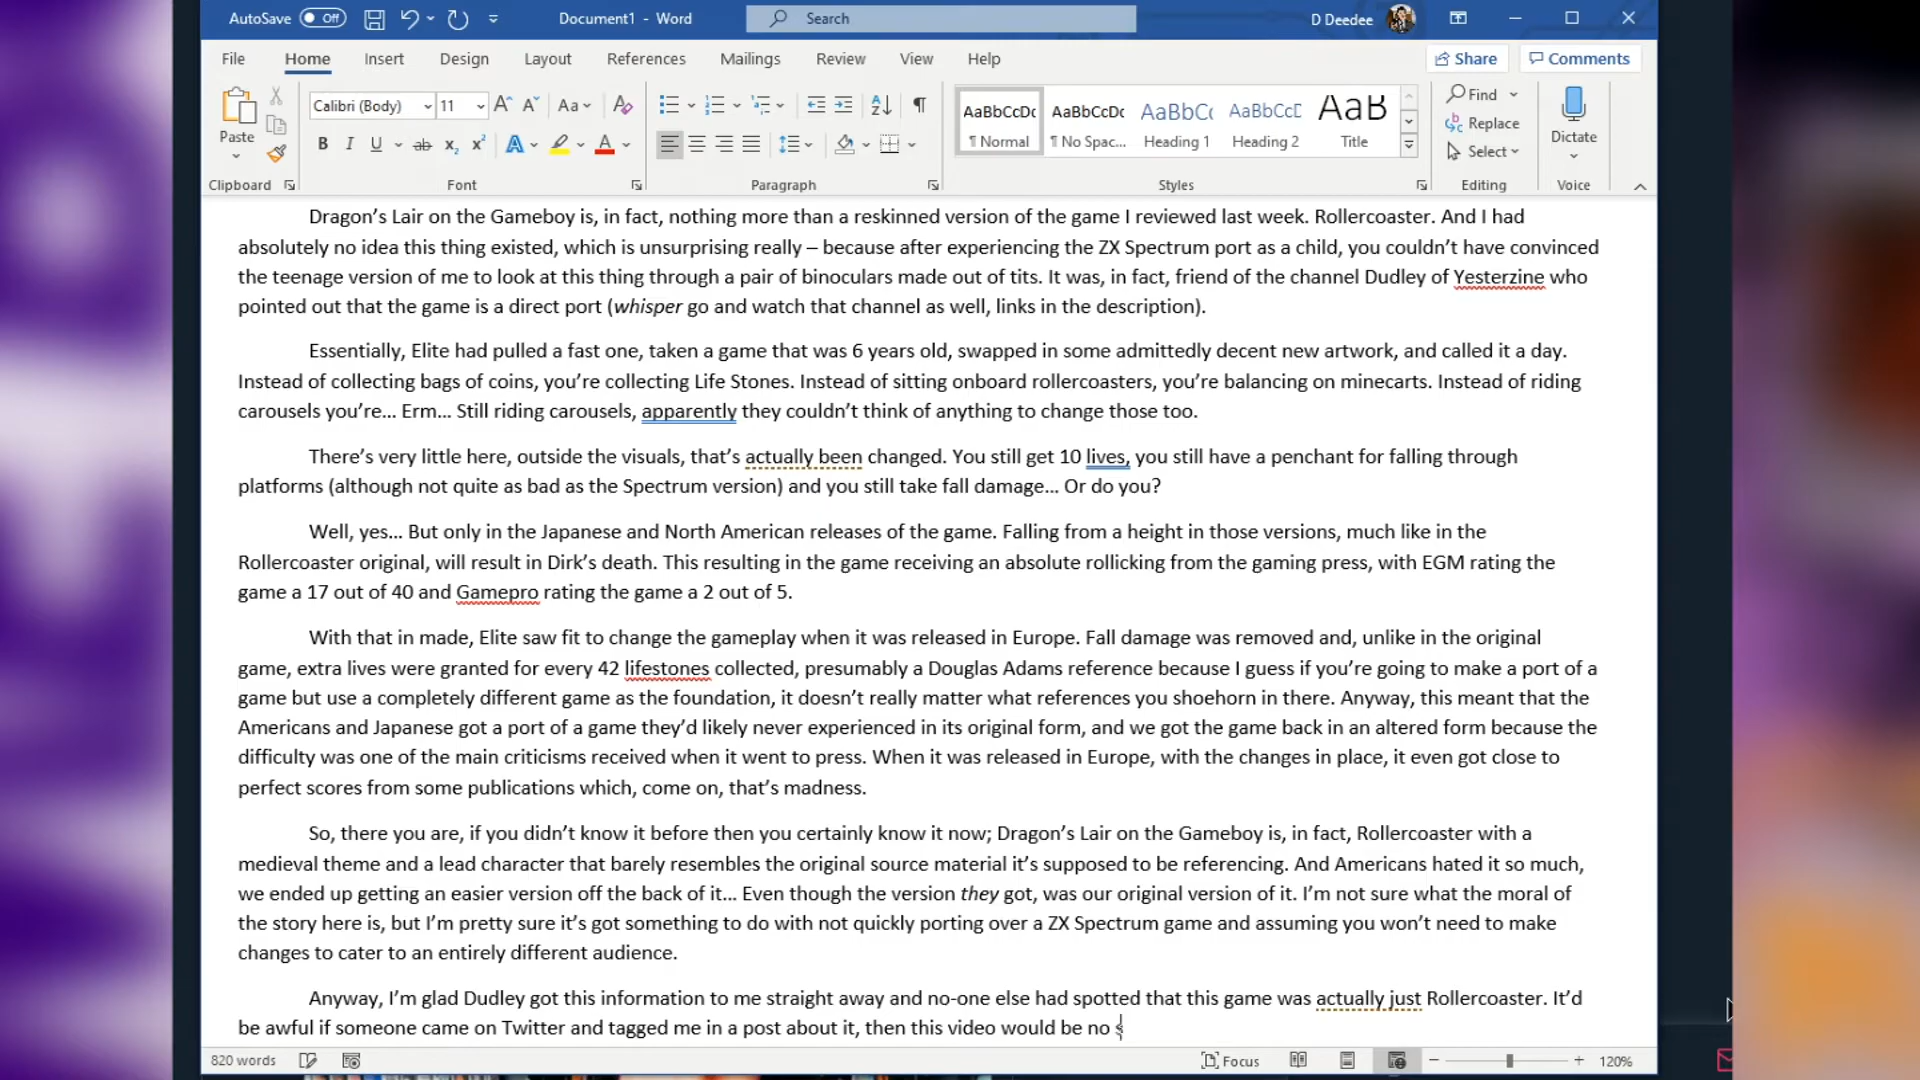 AutoSave Off Document1 - Word Search D Deedee
File Home Insert Design Layout References Mailings Review View Help Share Comments
Calibri (Body) 11 Aa
AaBbCcDc AaBbCcDc AaBbC( AaBbCcD AaB
Find
Replace
Select
Paste
B I U ab x2 x2 A A
¶ Normal ¶ No Spac... Heading 1 Heading 2 Title
Dictate
Clipboard Font Paragraph Styles Editing Voice
Dragon’s Lair on the Gameboy is, in fact, nothing more than a reskinned version of the game I reviewed last week. Rollercoaster. And I had
absolutely no idea this thing existed, which is unsurprising really – because after experiencing the ZX Spectrum port as a child, you couldn’t have convinced
the teenage version of me to look at this thing through a pair of binoculars made out of tits. It was, in fact, friend of the channel Dudley of Yesterzine who
pointed out that the game is a direct port (whisper go and watch that channel as well, links in the description).
Essentially, Elite had pulled a fast one, taken a game that was 6 years old, swapped in some admittedly decent new artwork, and called it a day.
Instead of collecting bags of coins, you’re collecting Life Stones. Instead of sitting onboard rollercoasters, you’re balancing on minecarts. Instead of riding
carousels you’re... Erm... Still riding carousels, apparently they couldn’t think of anything to change those too.
There’s very little here, outside the visuals, that’s actually been changed. You still get 10 lives, you still have a penchant for falling through
platforms (although not quite as bad as the Spectrum version) and you still take fall damage... Or do you?
Well, yes... But only in the Japanese and North American releases of the game. Falling from a height in those versions, much like in the
Rollercoaster original, will result in Dirk’s death. This resulting in the game receiving an absolute rollicking from the gaming press, with EGM rating the
game a 17 out of 40 and Gamepro rating the game a 2 out of 5.
With that in made, Elite saw fit to change the gameplay when it was released in Europe. Fall damage was removed and, unlike in the original
game, extra lives were granted for every 42 lifestones collected, presumably a Douglas Adams reference because I guess if you’re going to make a port of a
game but use a completely different game as the foundation, it doesn’t really matter what references you shoehorn in there. Anyway, this meant that the
Americans and Japanese got a port of a game they’d likely never experienced in its original form, and we got the game back in an altered form because the
difficulty was one of the main criticisms received when it went to press. When it was released in Europe, with the changes in place, it even got close to
perfect scores from some publications which, come on, that’s madness.
So, there you are, if you didn’t know it before then you certainly know it now; Dragon’s Lair on the Gameboy is, in fact, Rollercoaster with a
medieval theme and a lead character that barely resembles the original source material it’s supposed to be referencing. And Americans hated it so much,
we ended up getting an easier version off the back of it... Even though the version they got, was our original version of it. I’m not sure what the moral of
the story here is, but I’m pretty sure it’s got something to do with not quickly porting over a ZX Spectrum game and assuming you won’t need to make
changes to cater to an entirely different audience.
Anyway, I’m glad Dudley got this information to me straight away and no-one else had spotted that this game was actually just Rollercoaster. It’d
be awful if someone came on Twitter and tagged me in a post about it, then this video would be no
820 words Focus 120%